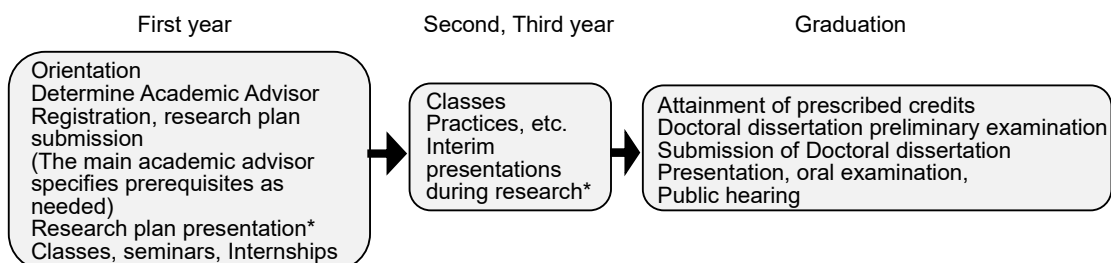 First year
Second, Third year
Graduation
Orientation
Determine Academic Advisor
Registration, research plan
submission
(The main academic advisor
specifies prerequisites as
needed)
Research plan presentation*
Classes, seminars, Internships
Classes
Practices, etc.
Interim
presentations
during research*
Attainment of prescribed credits
Doctoral dissertation preliminary examination
Submission of Doctoral dissertation
Presentation, oral examination,
Public hearing